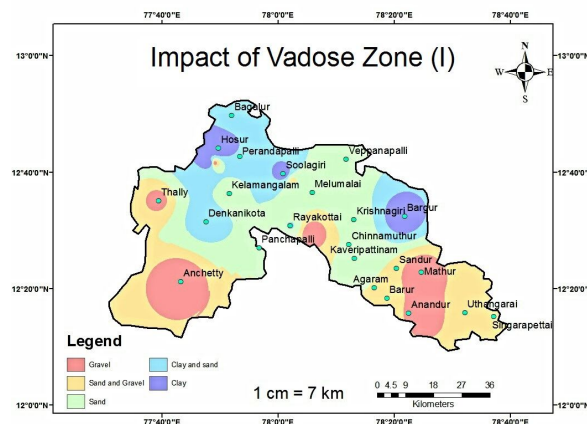 77°40'0"E 78°0'0"E 78°20'0"E 78°40'0"E
13°0'0"N
13°0'0"N
Impact of Vadose Zone (I)
N
W E
S
Bagalur
Hosur
Perandapalli
Veppanapalli
Soolagiri
12°40'0"N
12°40'0"N
Thally
Kelamangalam
Melumalai
Denkanikota
Rayakottai
Krishnagiri
Bargur
Panchapalli
Chinnamuthur
Kaveripattinam
Sandur
Mathur
Anchetty
12°20'0"N
12°20'0"N
Agaram
Barur
Anandur
Uthangarai
Singarapettai
Legend
Gravel
Clay and sand
Sand and Gravel
Clay
Sand
1 cm = 7 km
0 4.5 9 18 27 36
Kilometers
12°0'0"N
12°0'0"N
77°40'0"E 78°0'0"E 78°20'0"E 78°40'0"E